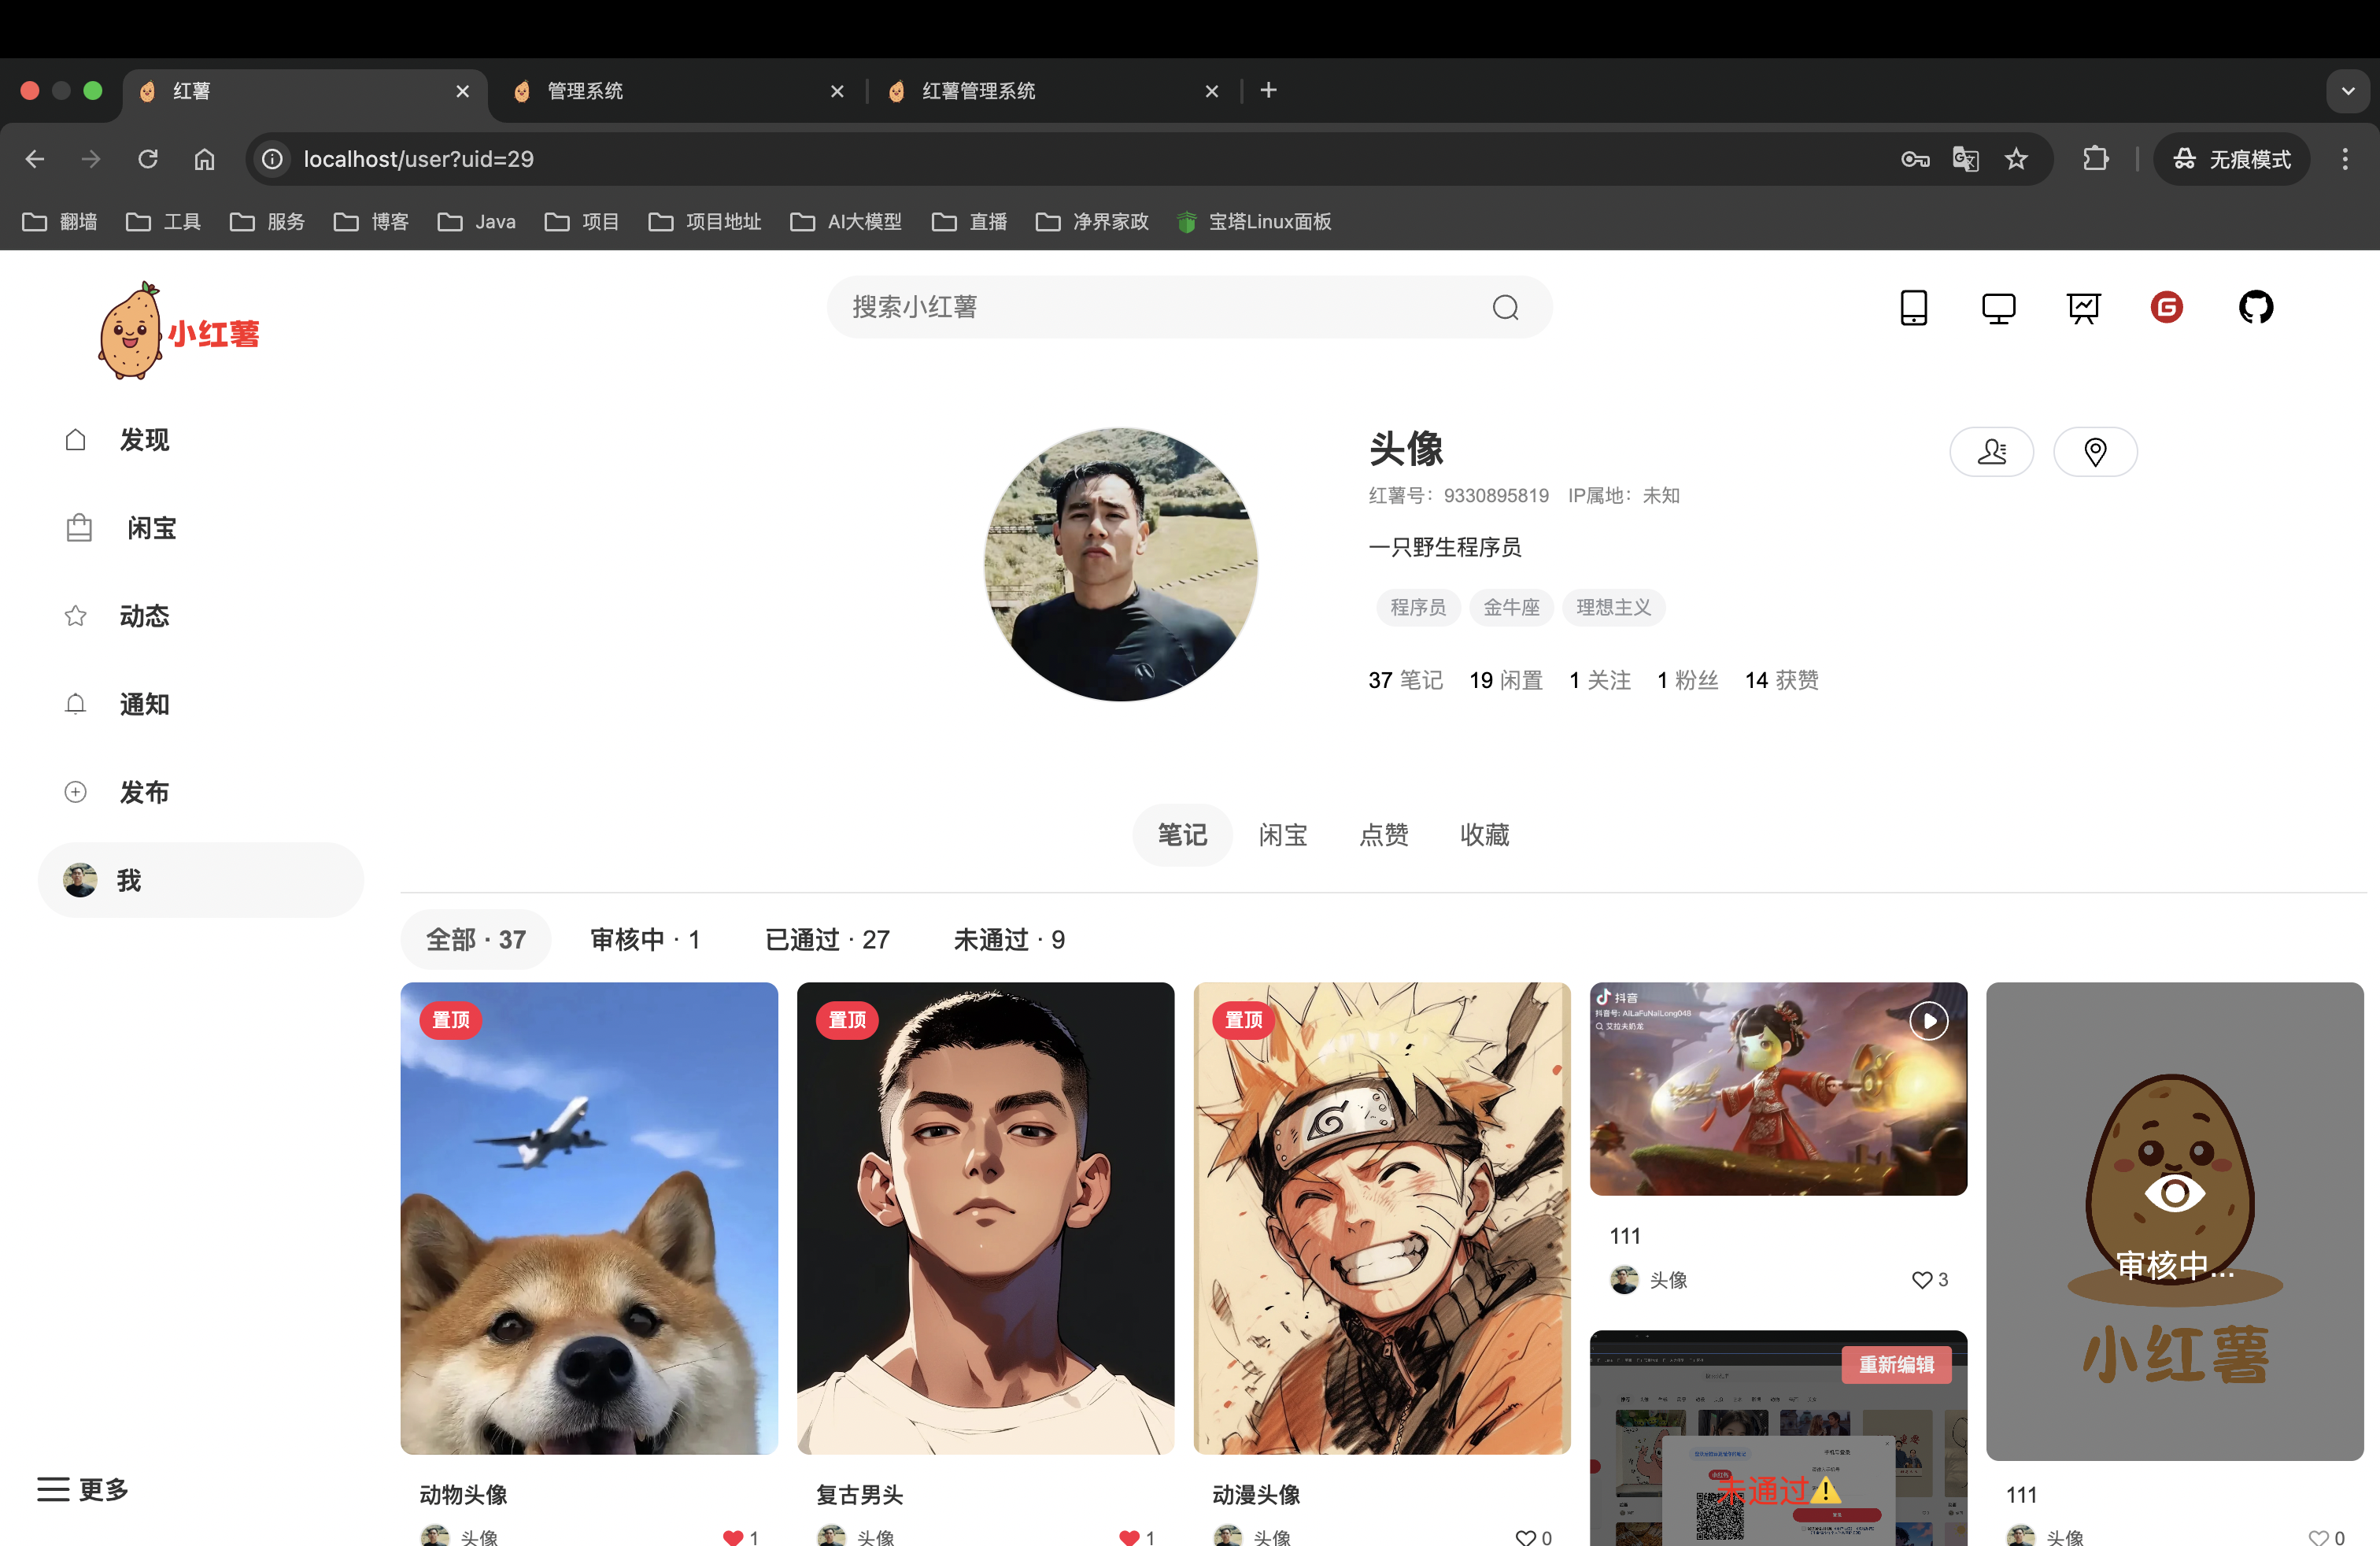 红薯
管理系统
红薯管理系统
localhost/user?uid=29
无痕模式
翻墙
工具
服务
博客
Java
项目
项目地址
AI大模型
直播
净界家政
宝塔Linux面板
小红薯
搜索小红薯
发现
闲宝
动态
通知
发布
我
更多
头像
红薯号：9330895819 IP属地：未知
一只野生程序员
程序员 金牛座 理想主义
37 笔记 19 闲置 1 关注 1 粉丝 14 获赞
笔记 闲宝 点赞 收藏
全部 · 37 审核中 · 1 已通过 · 27 未通过 · 9
置顶
动物头像
头像
1
置顶
复古男头
头像
1
置顶
动漫头像
头像
0
抖音
抖音号: AILaFuNaiLong048
艾拉夫奶龙
111
头像
3
重新编辑
未通过
审核中...
小红薯
111
头像
0